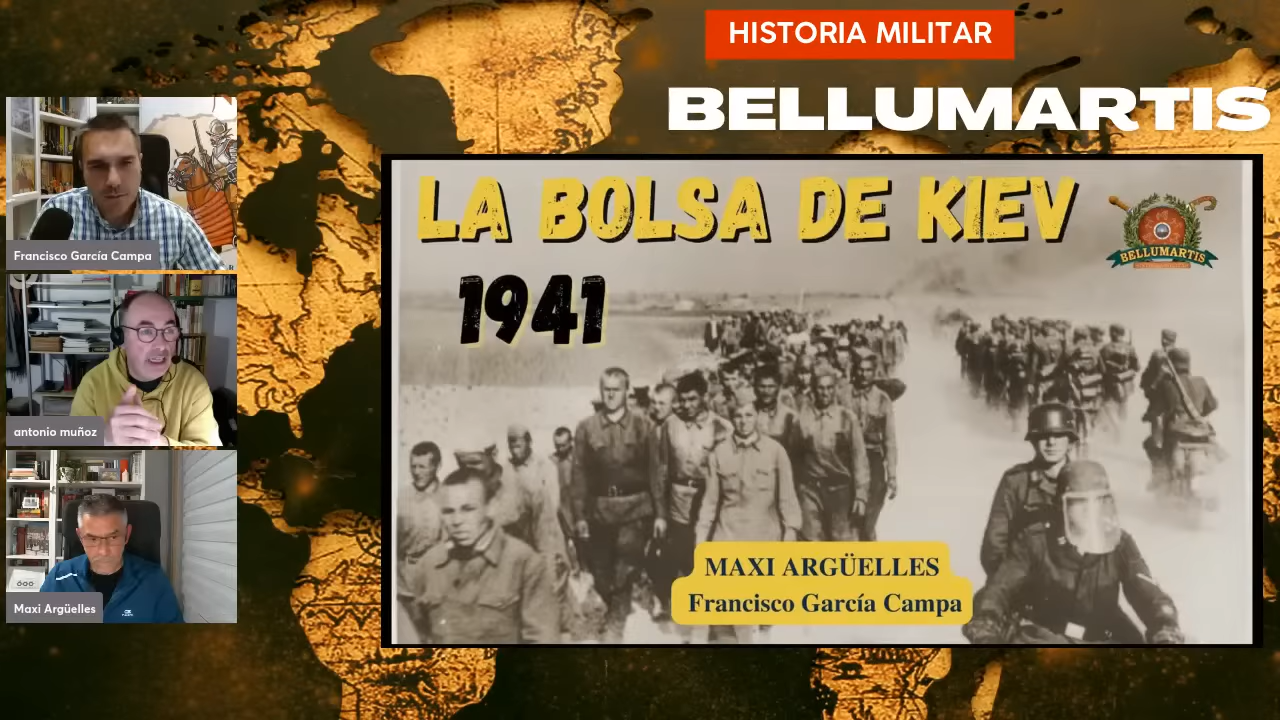 HISTORIA MILITAR
BELLUMARTIS
LA BOLSA DE KIEV
1941
BELLUMARTIS
MAXI ARGÜELLES
Francisco García Campa
Francisco García Campa
antonio muñoz
Maxi Argüelles